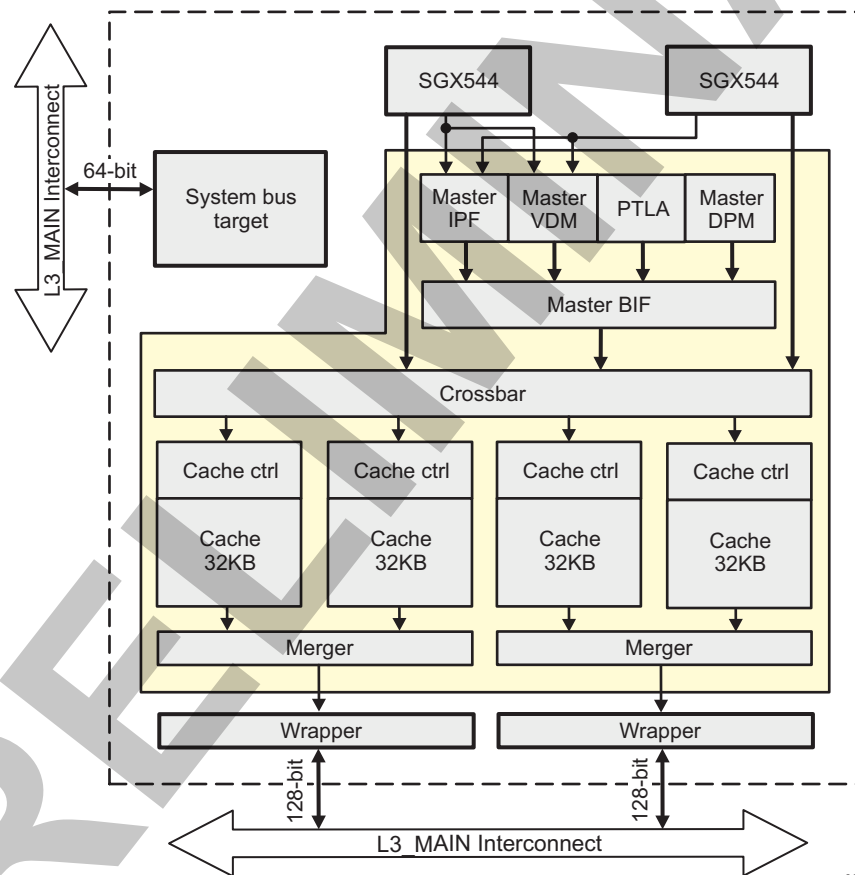 SGX544
SGX544
L3_MAIN Interconnect
64-bit
System bus
target
Master
IPF
Master
VDM
PTLA
Master
DPM
Master BIF
Crossbar
Cache ctrl
Cache ctrl
Cache ctrl
Cache ctrl
Cache
32KB
Cache
32KB
Cache
32KB
Cache
32KB
Merger
Merger
Wrapper
Wrapper
128-bit
128-bit
L3_MAIN Interconnect